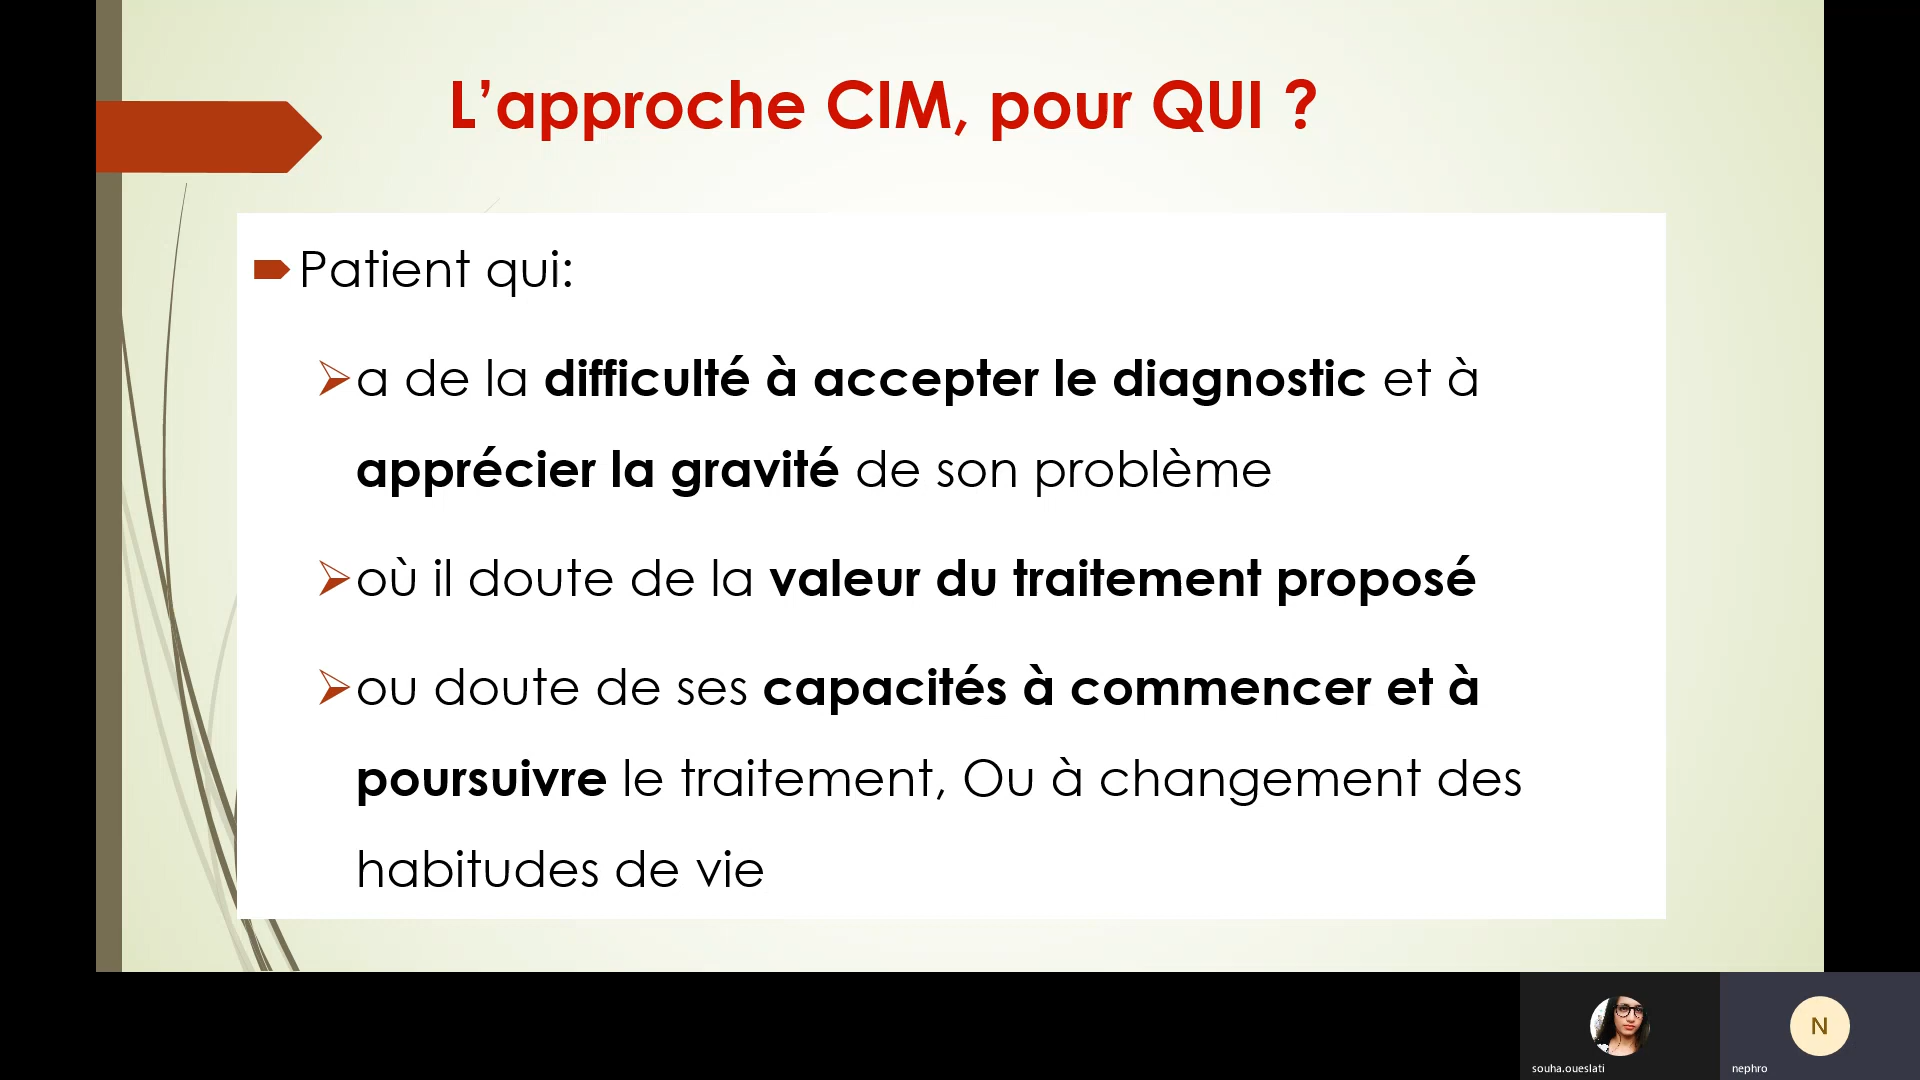 L’approche CIM, pour QUI ?
Patient qui:
a de la difficulté à accepter le diagnostic et à
apprécier la gravité de son problème
où il doute de la valeur du traitement proposé
ou doute de ses capacités à commencer et à
poursuivre le traitement, Ou à changement des
habitudes de vie
N
souha.oueslati
nephro